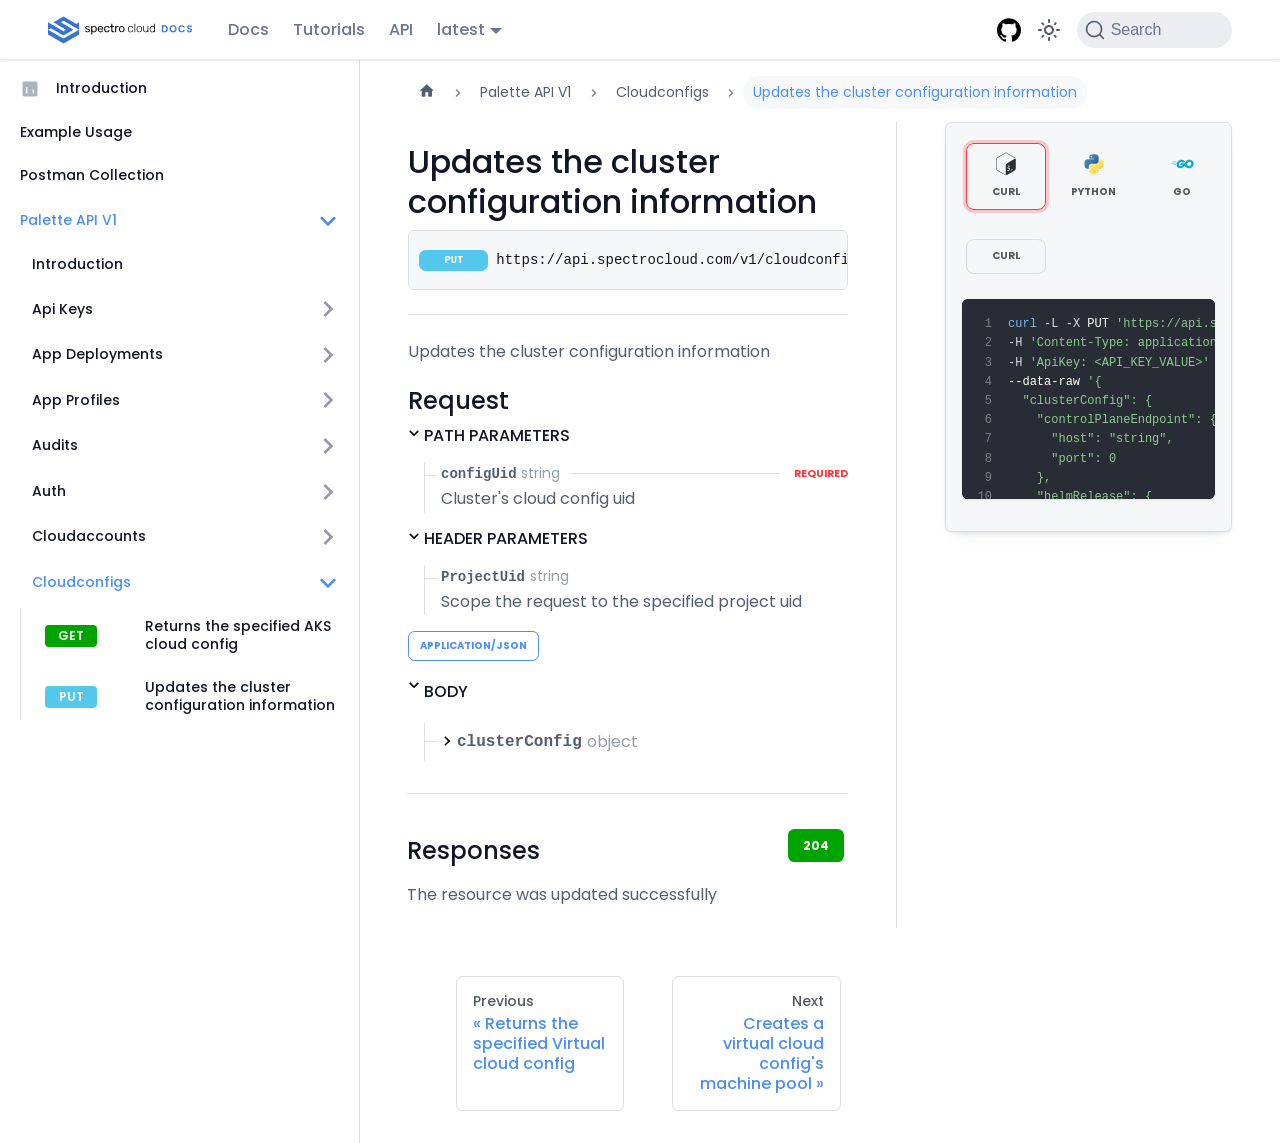 spectro cloud DOCS Docs Tutorials API latest Search
Introduction
Example Usage
Postman Collection
Palette API V1
Introduction
Api Keys
App Deployments
App Profiles
Audits
Auth
Cloudaccounts
Cloudconfigs
GET Returns the specified AKS
cloud config
PUT Updates the cluster
configuration information
Palette API V1 Cloudconfigs Updates the cluster configuration information
Updates the cluster
configuration information
PUT https://api.spectrocloud.com/v1/cloudconfi
Updates the cluster configuration information
Request
PATH PARAMETERS
configUid string REQUIRED
Cluster's cloud config uid
HEADER PARAMETERS
ProjectUid string
Scope the request to the specified project uid
APPLICATION/JSON
BODY
clusterConfig object
Responses 204
The resource was updated successfully
Previous
« Returns the
specified Virtual
cloud config
Next
Creates a
virtual cloud
config's
machine pool »
CURL PYTHON GO
CURL
1 curl -L -X PUT 'https://api.s
2 -H 'Content-Type: application
3 -H 'ApiKey: <API_KEY_VALUE>'
4 --data-raw '{
5 "clusterConfig": {
6 "controlPlaneEndpoint": {
7 "host": "string",
8 "port": 0
9 },
10 "helmRelease": {